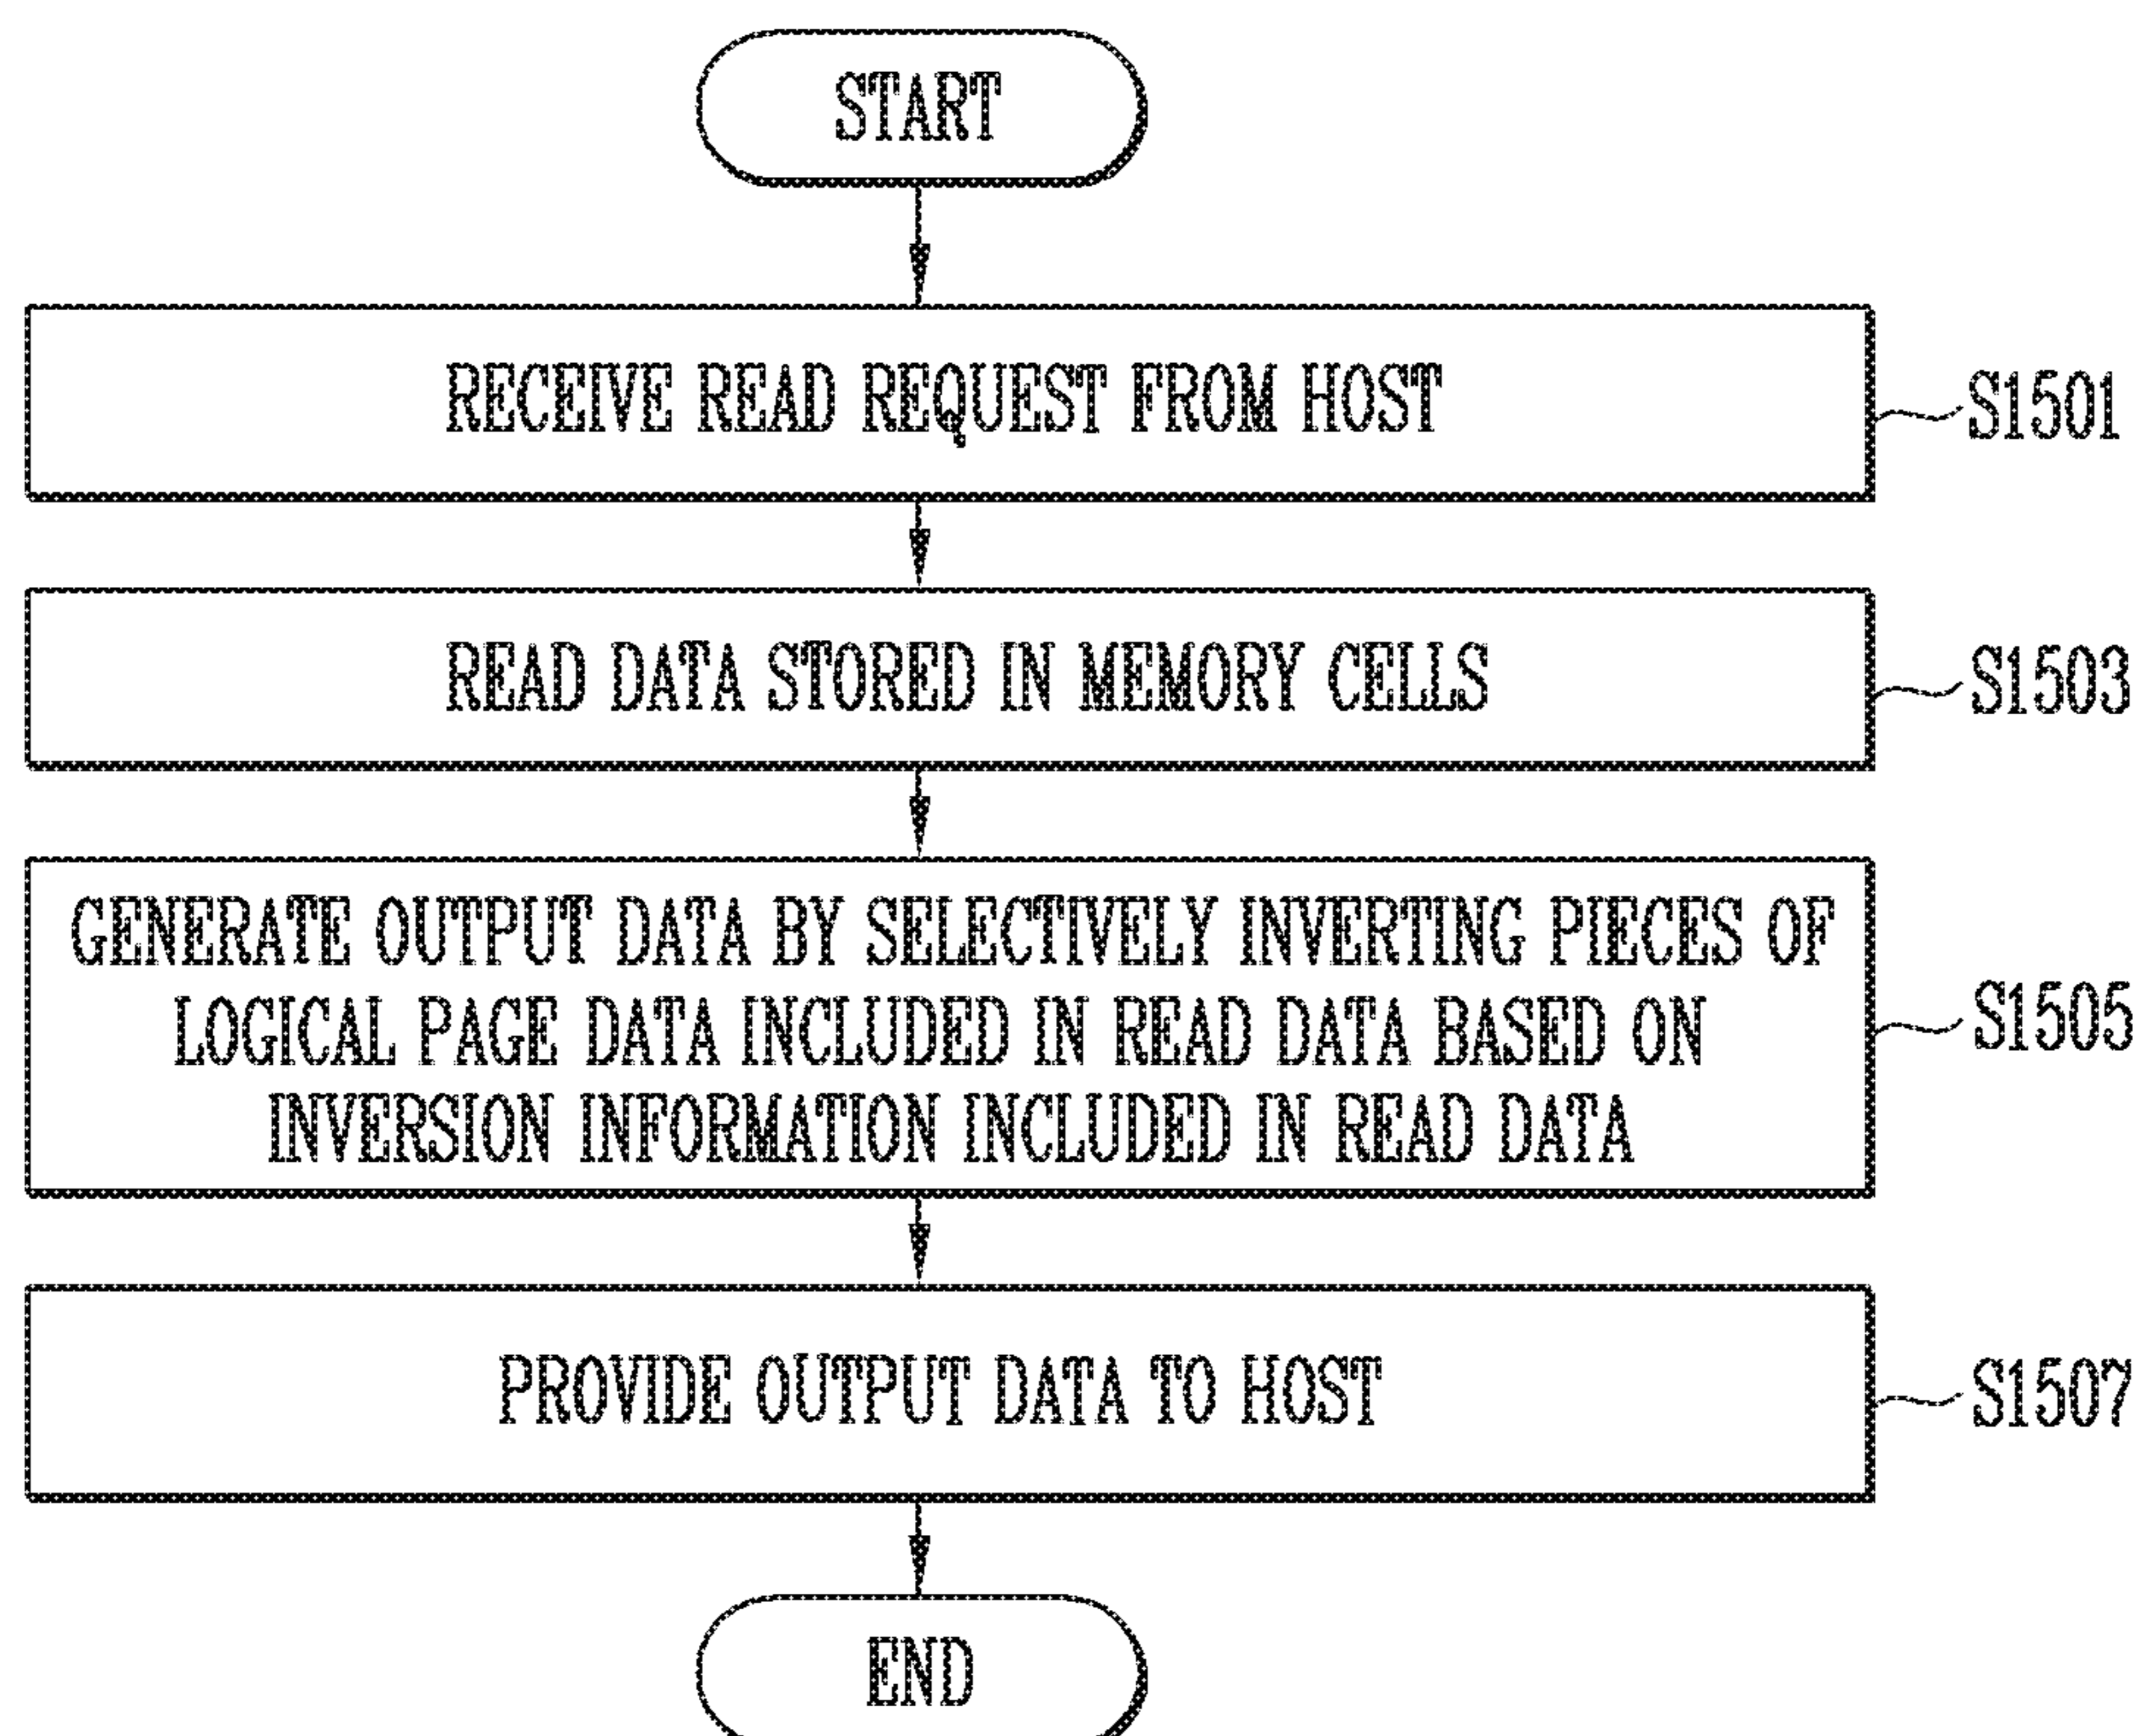 START
RECEIVE READ REQUEST FROM HOST
S1501
READ DATA STORED IN MEMORY CELLS
S1503
GENERATE OUTPUT DATA BY SELECTIVELY INVERTING PIECES OF
LOGICAL PAGE DATA INCLUDED IN READ DATA BASED ON
INVERSION INFORMATION INCLUDED IN READ DATA
S1505
PROVIDE OUTPUT DATA TO HOST
S1507
END